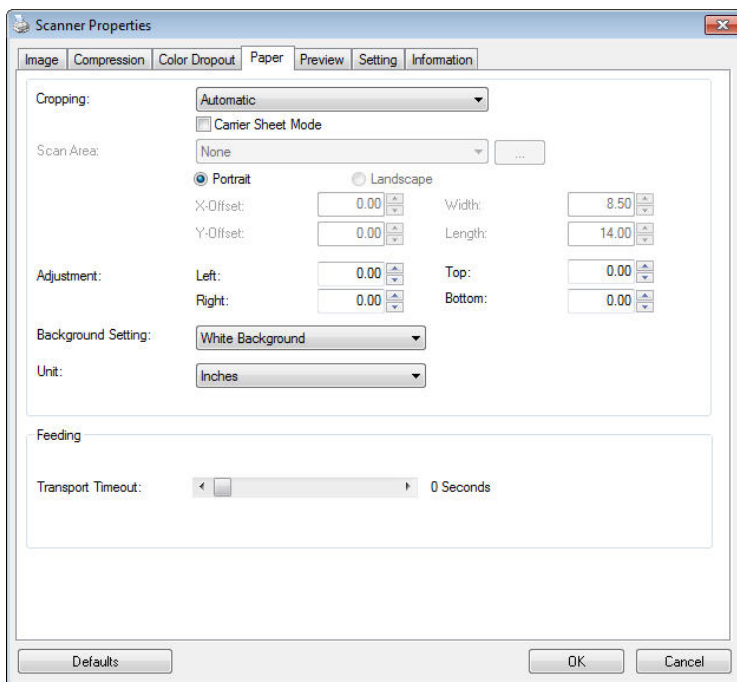 Scanner Properties
Image Compression Color Dropout Paper Preview Setting Information
Cropping: Automatic
Carrier Sheet Mode
Scan Area: None ...
Portrait Landscape
X-Offset: 0.00 Width: 8.50
Y-Offset: 0.00 Length: 14.00
Adjustment: Left: 0.00 Top: 0.00
Right: 0.00 Bottom: 0.00
Background Setting: White Background
Unit: Inches
Feeding
Transport Timeout: 0 Seconds
Defaults OK Cancel